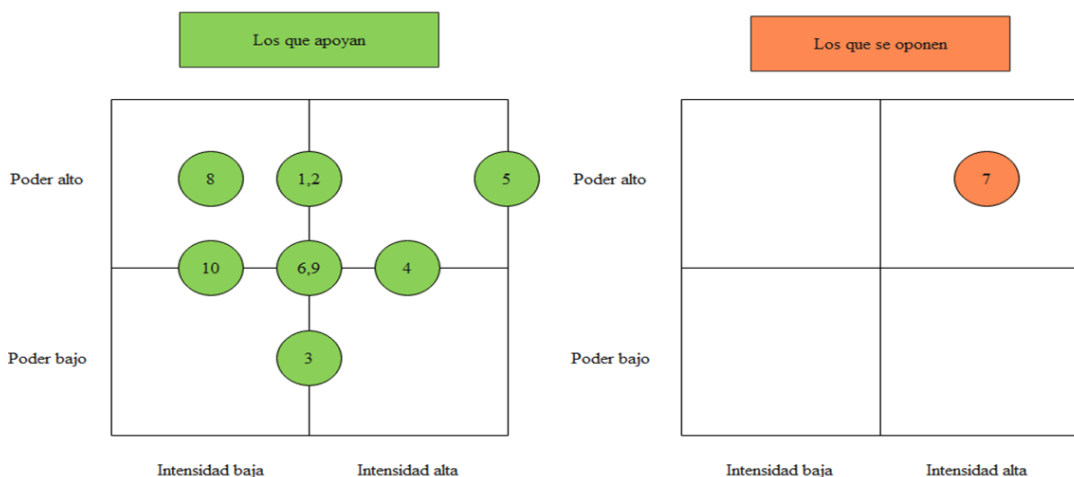 Los que apoyan
Los que se oponen
Poder alto
8
1,2
5
Poder alto
7
10
6,9
4
Poder bajo
3
Poder bajo
Intensidad baja
Intensidad alta
Intensidad baja
Intensidad alta